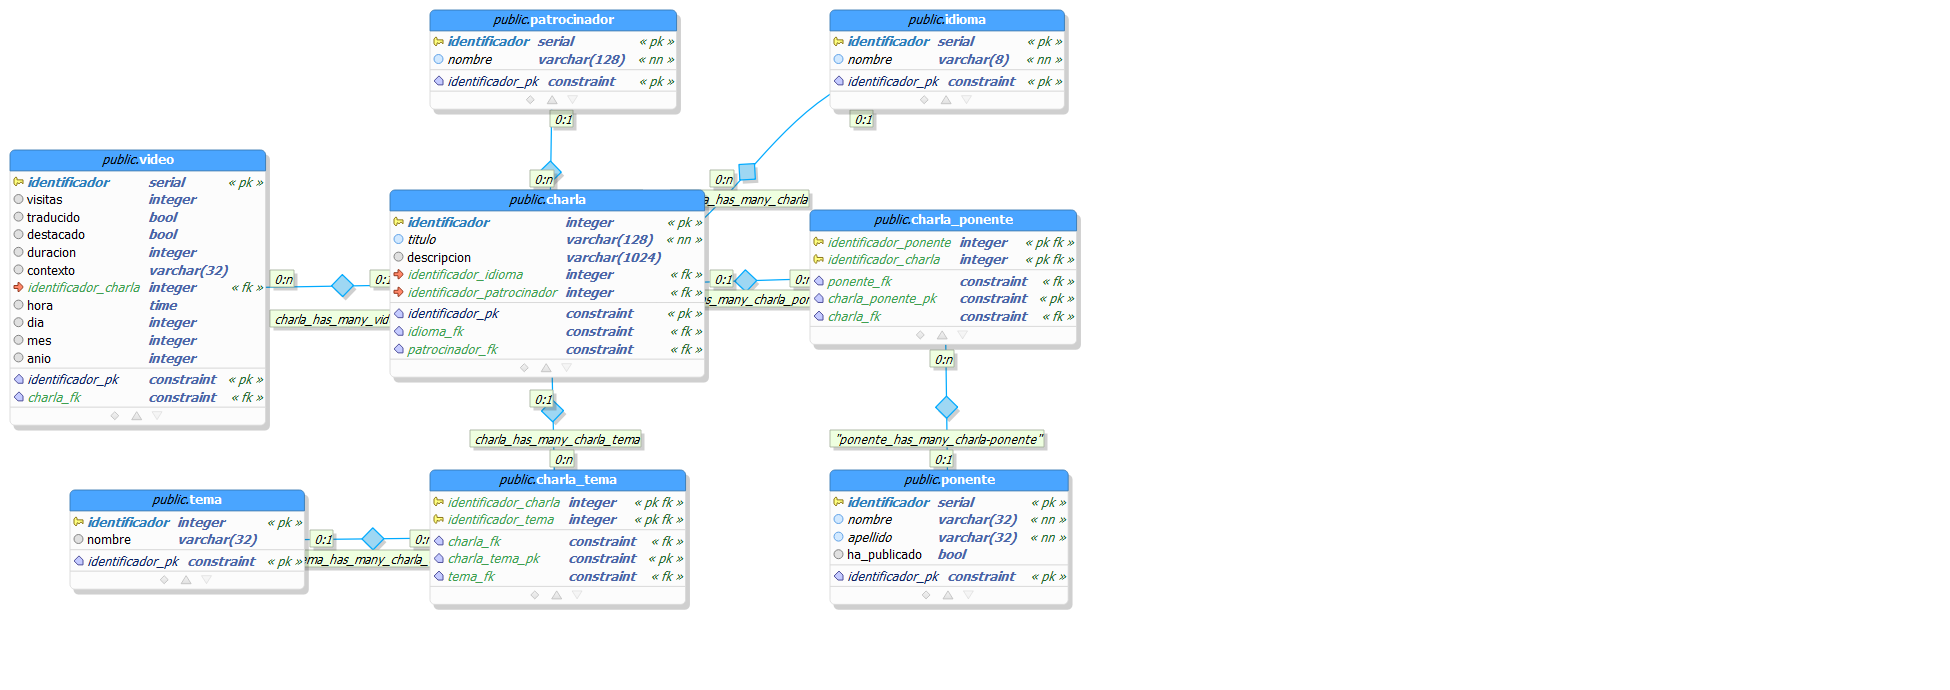 public.patrocinador
identificador serial « pk »
nombre varchar(128) « nn »
identificador_pk constraint « pk »
0:1
0:n
public.idioma
identificador serial « pk »
nombre varchar(8) « nn »
identificador_pk constraint « pk »
0:1
0:n
a_has_many_charla
public.video
identificador serial « pk »
visitas integer
traducido bool
destacado bool
duracion integer
contexto varchar(32)
identificador_charla integer « fk »
hora time
dia integer
mes integer
anio integer
identificador_pk constraint « pk »
charla_fk constraint « fk »
0:n
0:1
charla_has_many_vid
public.charla
identificador integer « pk »
titulo varchar(128) « nn »
descripcion varchar(1024)
identificador_idioma integer « fk »
identificador_patrocinador integer « fk »
identificador_pk constraint « pk »
idioma_fk constraint « fk »
patrocinador_fk constraint « fk »
0:1
0:n
s_many_charla_pon
public.charla_ponente
identificador_ponente integer « pk fk »
identificador_charla integer « pk fk »
ponente_fk constraint « fk »
charla_ponente_pk constraint « pk »
charla_fk constraint « fk »
0:n
"ponente_has_many_charla-ponente"
0:1
0:1
charla_has_many_charla_tema
0:n
public.tema
identificador integer « pk »
nombre varchar(32)
identificador_pk constraint « pk »
0:1
0:n
ema_has_many_charla_
public.charla_tema
identificador_charla integer « pk fk »
identificador_tema integer « pk fk »
charla_fk constraint « fk »
charla_tema_pk constraint « pk »
tema_fk constraint « fk »
public.ponente
identificador serial « pk »
nombre varchar(32) « nn »
apellido varchar(32) « nn »
ha_publicado bool
identificador_pk constraint « pk »